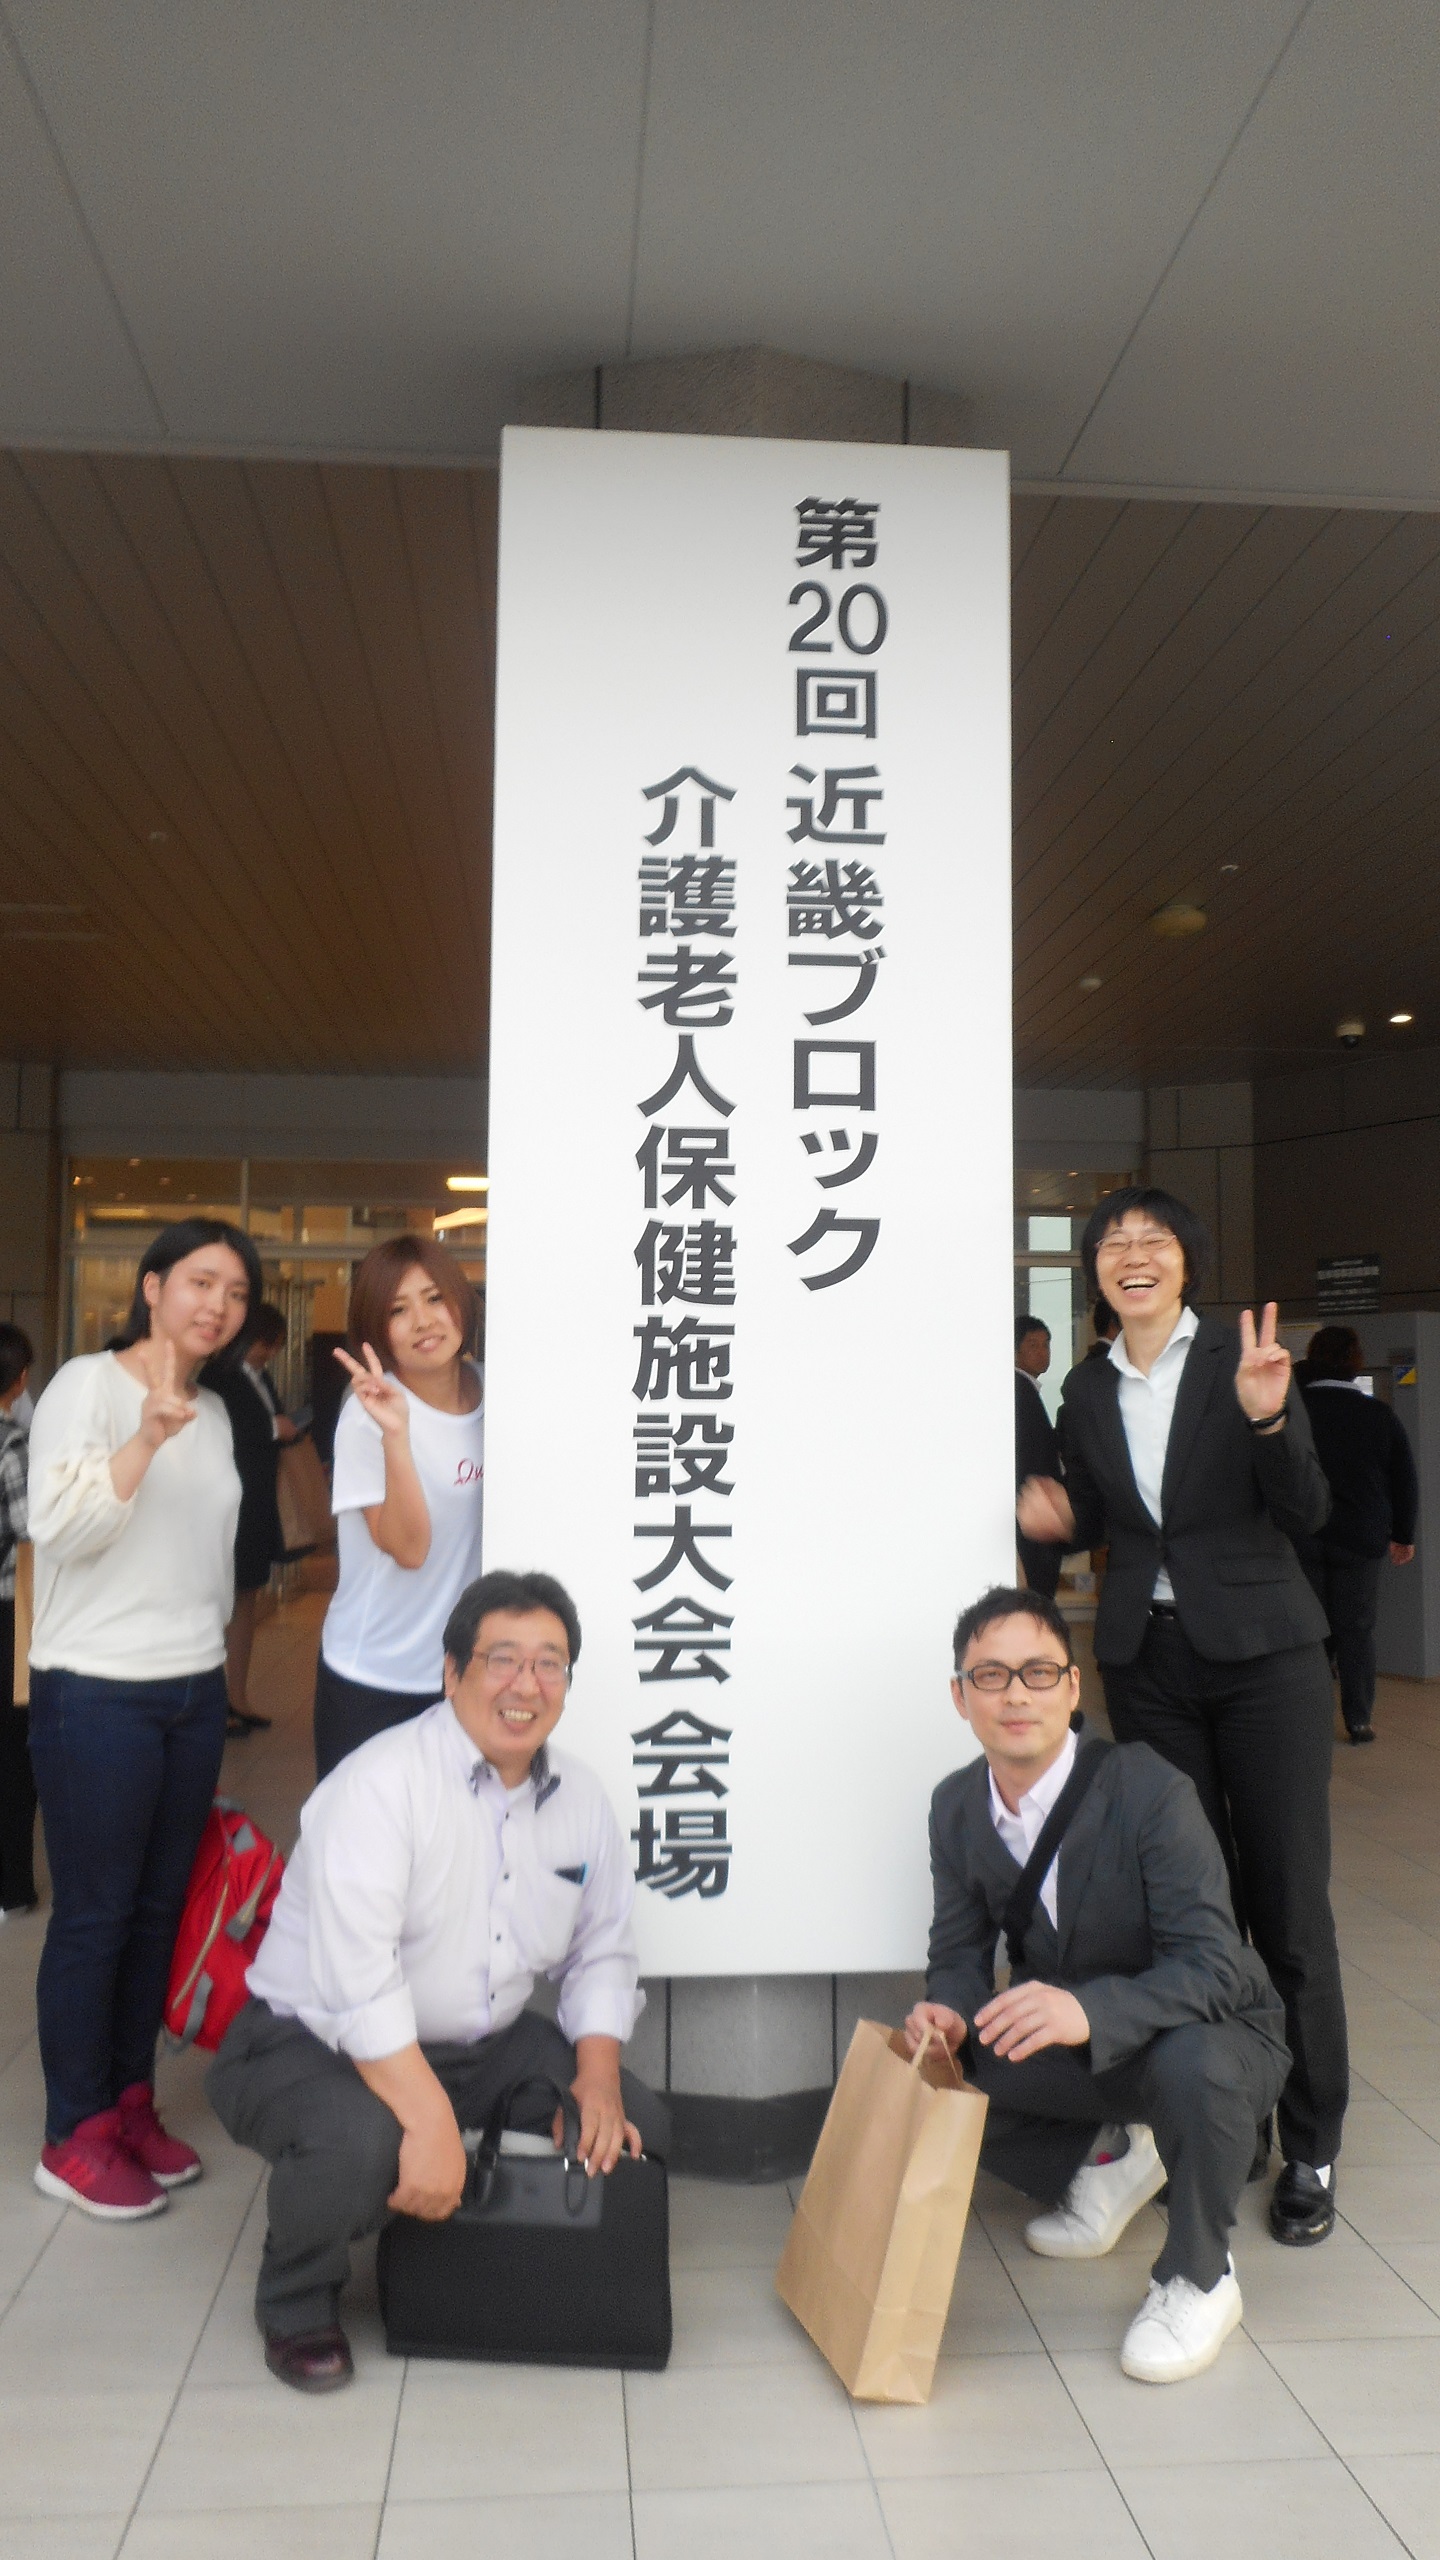 第20回 近畿ブロック
介護老人保健施設大会 会場